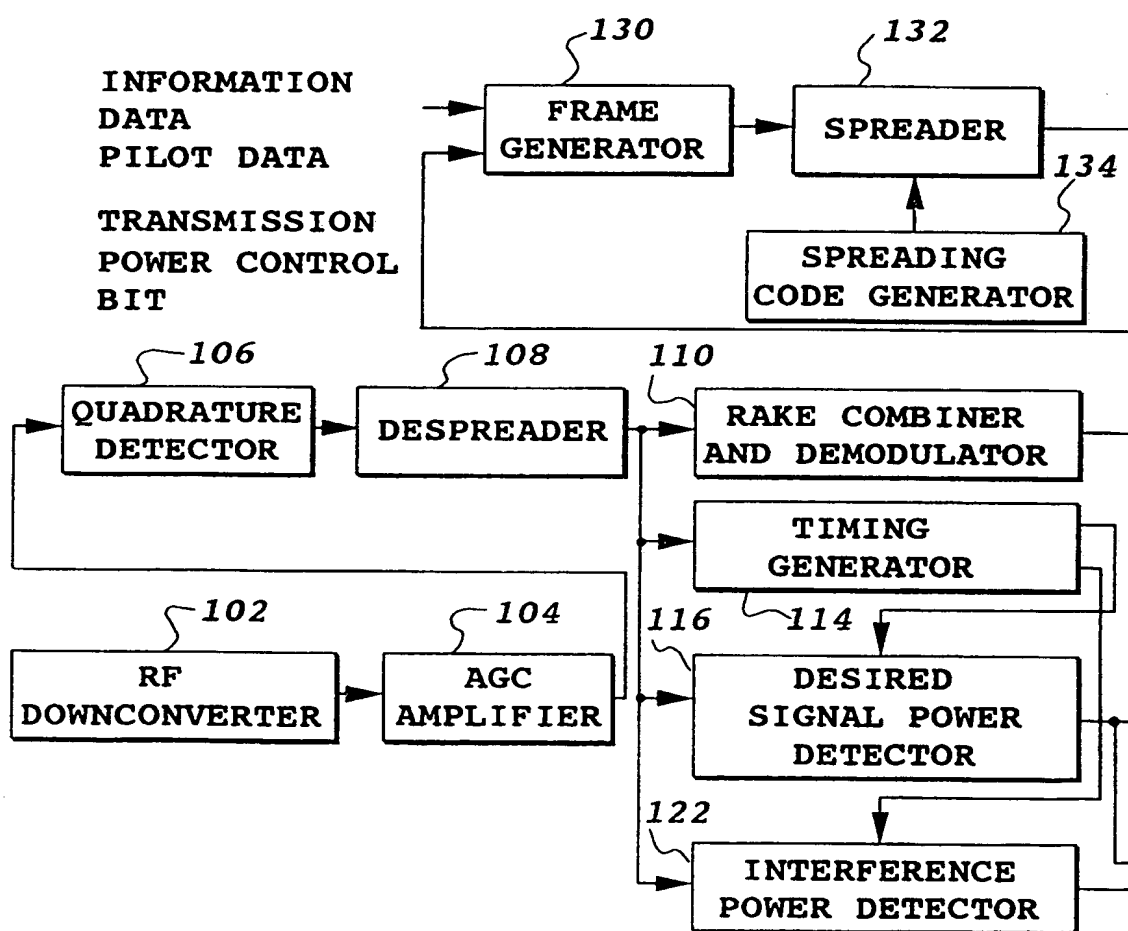 130
132
INFORMATION
DATA
PILOT DATA
FRAME
GENERATOR
SPREADER
134
TRANSMISSION
POWER CONTROL
BIT
SPREADING
CODE GENERATOR
106
108
110
QUADRATURE
DETECTOR
DESPREADER
RAKE COMBINER
AND DEMODULATOR
TIMING
GENERATOR
102
104
116
114
RF
DOWNCONVERTER
AGC
AMPLIFIER
DESIRED
SIGNAL POWER
DETECTOR
122
INTERFERENCE
POWER DETECTOR